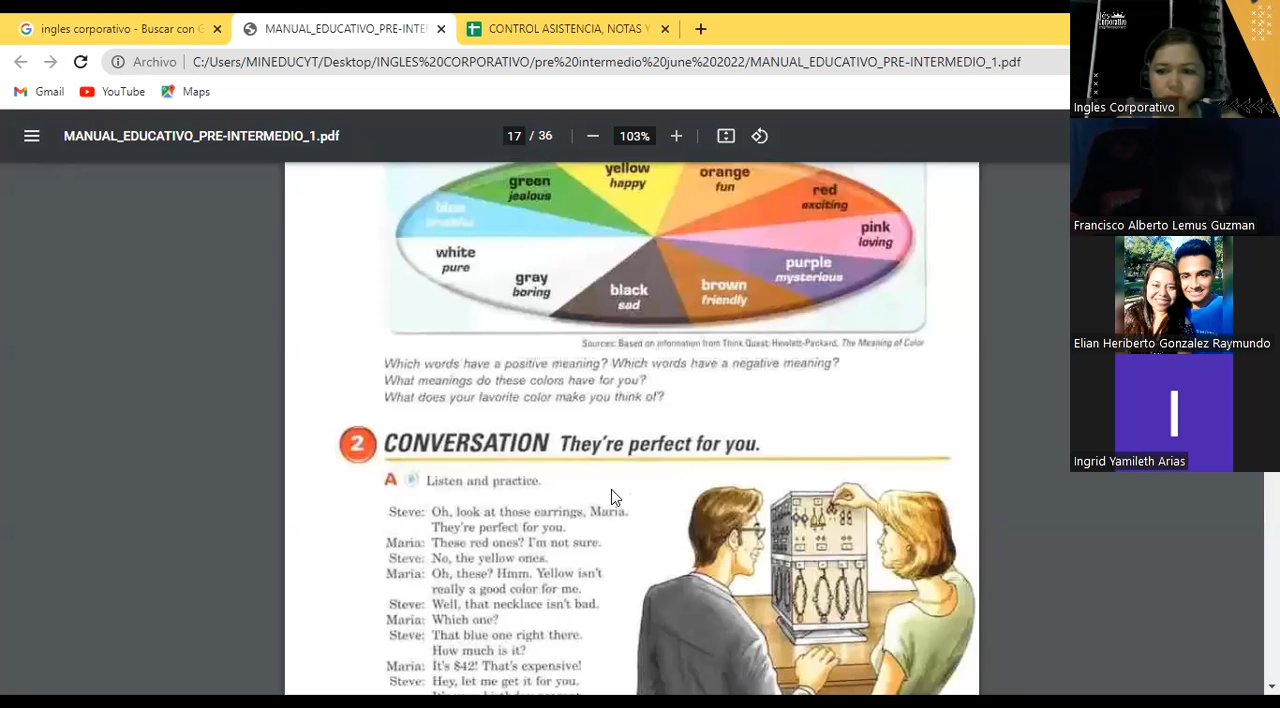 ingles corporativo - Buscar con G
MANUAL_EDUCATIVO_PRE-INTER
CONTROL ASISTENCIA, NOTAS Y
Archivo
C:/Users/MINEDUCYT/Desktop/INGLES%20CORPORATIVO/pre%20intermedio%20june%202022/MANUAL_EDUCATIVO_PRE-INTERMEDIO_1.pdf
Gmail
YouTube
Maps
MANUAL_EDUCATIVO_PRE-INTERMEDIO_1.pdf
17 / 36
103%
yellow
happy
orange
fun
green
jealous
red
exciting
blue
pink
loving
white
pure
purple
mysterious
gray
boring
black
sad
brown
friendly
Sources: Based on information from Think Quest; Hewlett-Packard, The Meaning of Color
Which words have a positive meaning? Which words have a negative meaning?
What meanings do these colors have for you?
What does your favorite color make you think of?
2 CONVERSATION They're perfect for you.
A Listen and practice.
Steve: Oh, look at those earrings, Maria.
They're perfect for you.
Maria: These red ones? I'm not sure.
Steve: No, the yellow ones.
Maria: Oh, these? Hmm. Yellow isn't
really a good color for me.
Steve: Well, that necklace isn't bad.
Maria: Which one?
Steve: That blue one right there.
How much is it?
Maria: It's $42! That's expensive!
Steve: Hey, let me get it for you.
Ingles Corporativo
Francisco Alberto Lemus Guzman
Elian Heriberto Gonzalez Raymundo
I
Ingrid Yamileth Arias